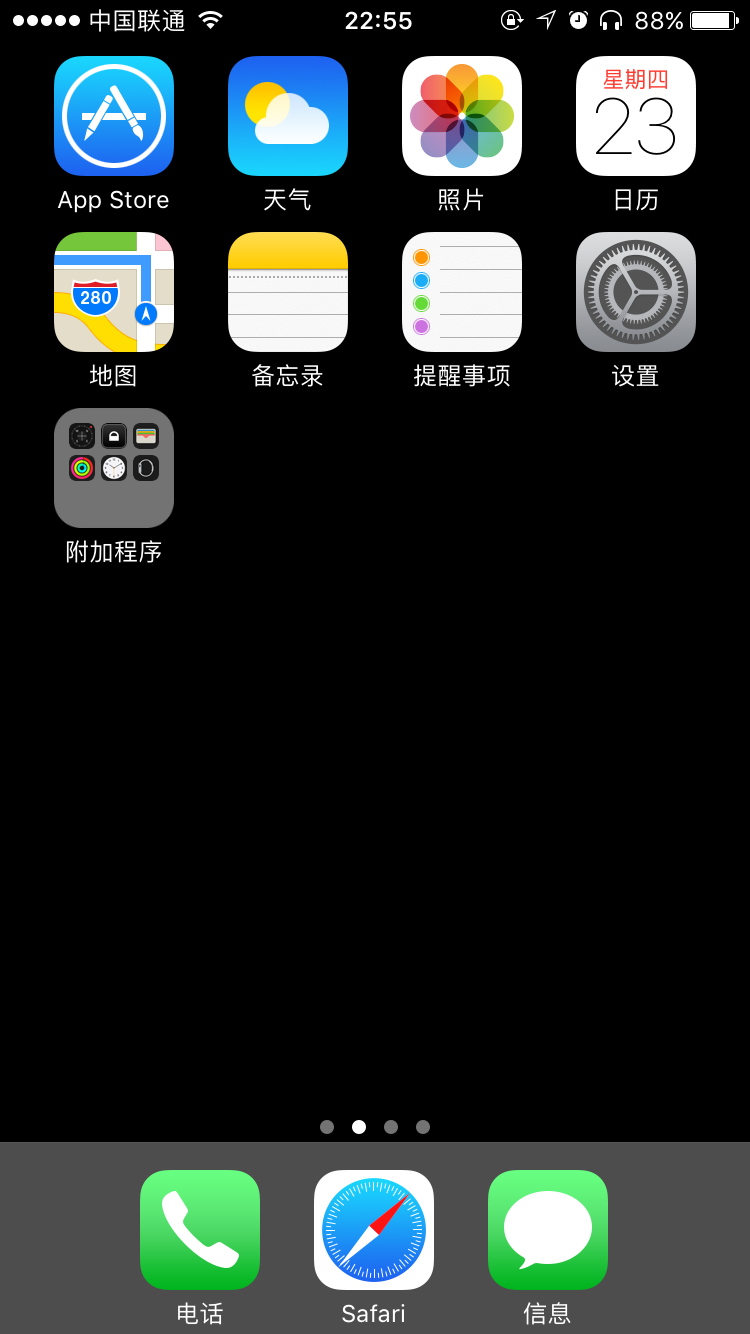 中国联通 22:55 88%
星期四
23
App Store 天气 照片 日历
280
地图 备忘录 提醒事项 设置
附加程序
电话 Safari 信息